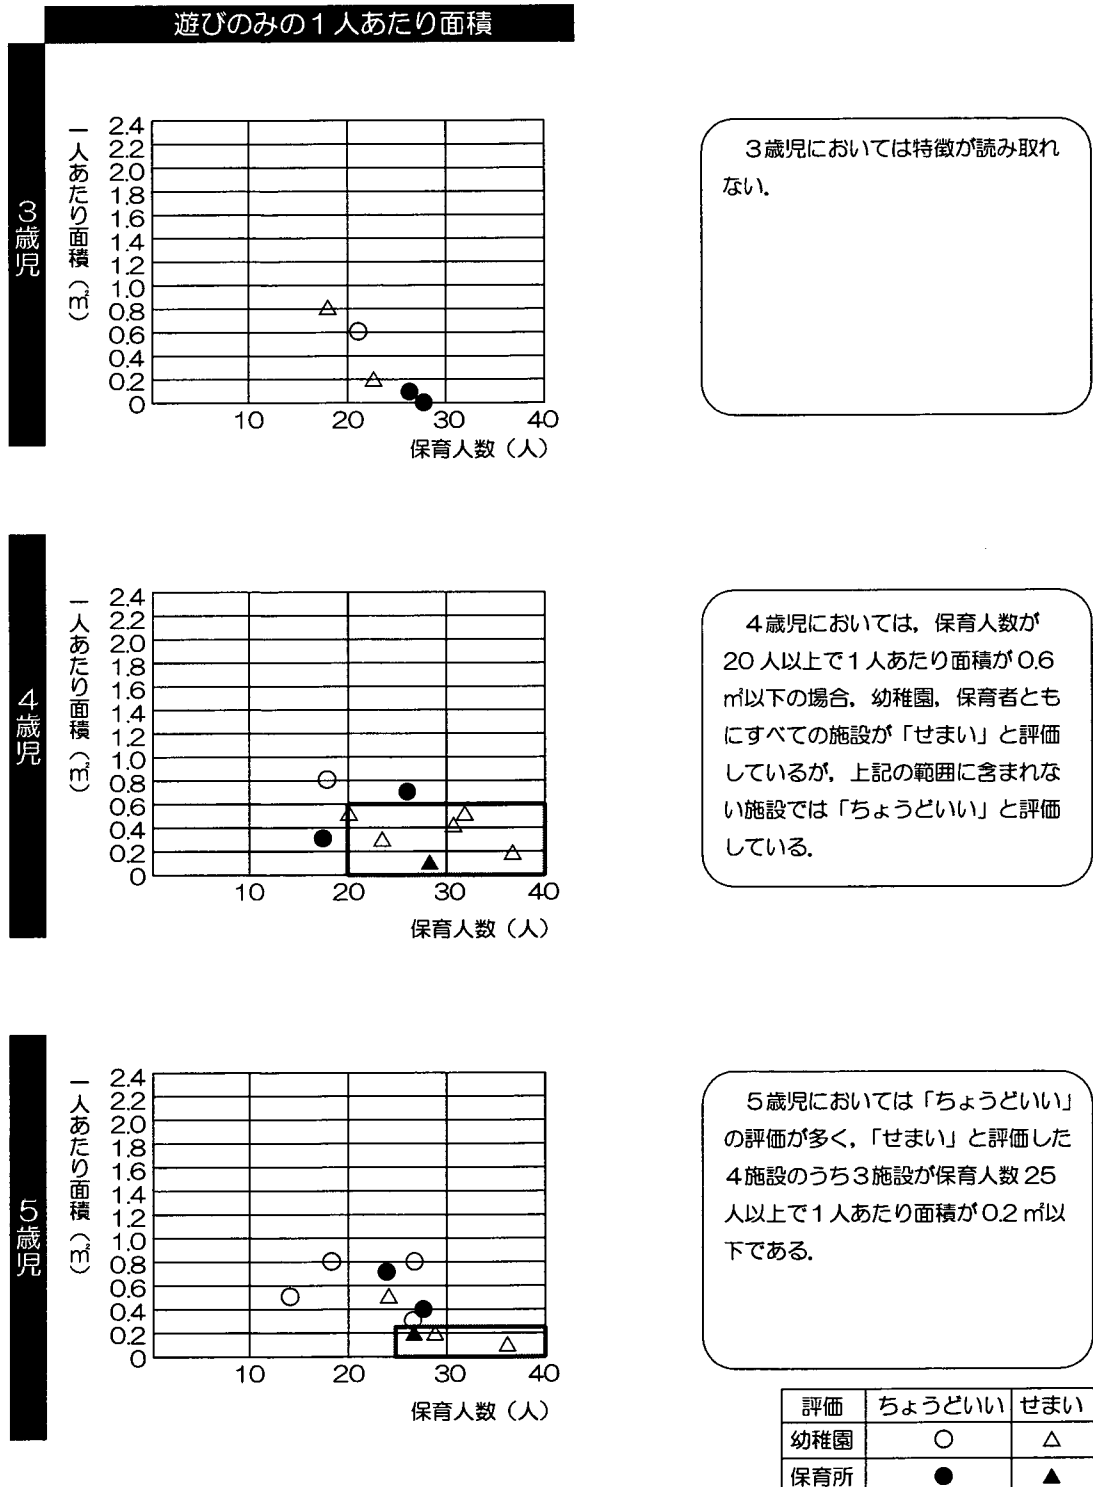 遊びのみの1人あたり面積
3歳児
一人あたり面積(㎡)
2.4
2.2
2.0
1.8
1.6
1.4
1.2
1.0
0.8
0.6
0.4
0.2
0
10 20 30 40
保育人数(人)
3歳児においては特徴が読み取れ
ない.
4歳児
一人あたり面積(㎡)
2.4
2.2
2.0
1.8
1.6
1.4
1.2
1.0
0.8
0.6
0.4
0.2
0
10 20 30 40
保育人数(人)
4歳児においては,保育人数が
20人以上で1人あたり面積が0.6
㎡以下の場合,幼稚園,保育者とも
にすべての施設が「せまい」と評価
しているが,上記の範囲に含まれな
い施設では「ちょうどいい」と評価
している.
5歳児
一人あたり面積(㎡)
2.4
2.2
2.0
1.8
1.6
1.4
1.2
1.0
0.8
0.6
0.4
0.2
0
10 20 30 40
保育人数(人)
5歳児においては「ちょうどいい」
の評価が多く,「せまい」と評価した
4施設のうち3施設が保育人数25
人以上で1人あたり面積が0.2㎡以
下である.
評価 ちょうどいい せまい
幼稚園 ○ △
保育所 ● ▲